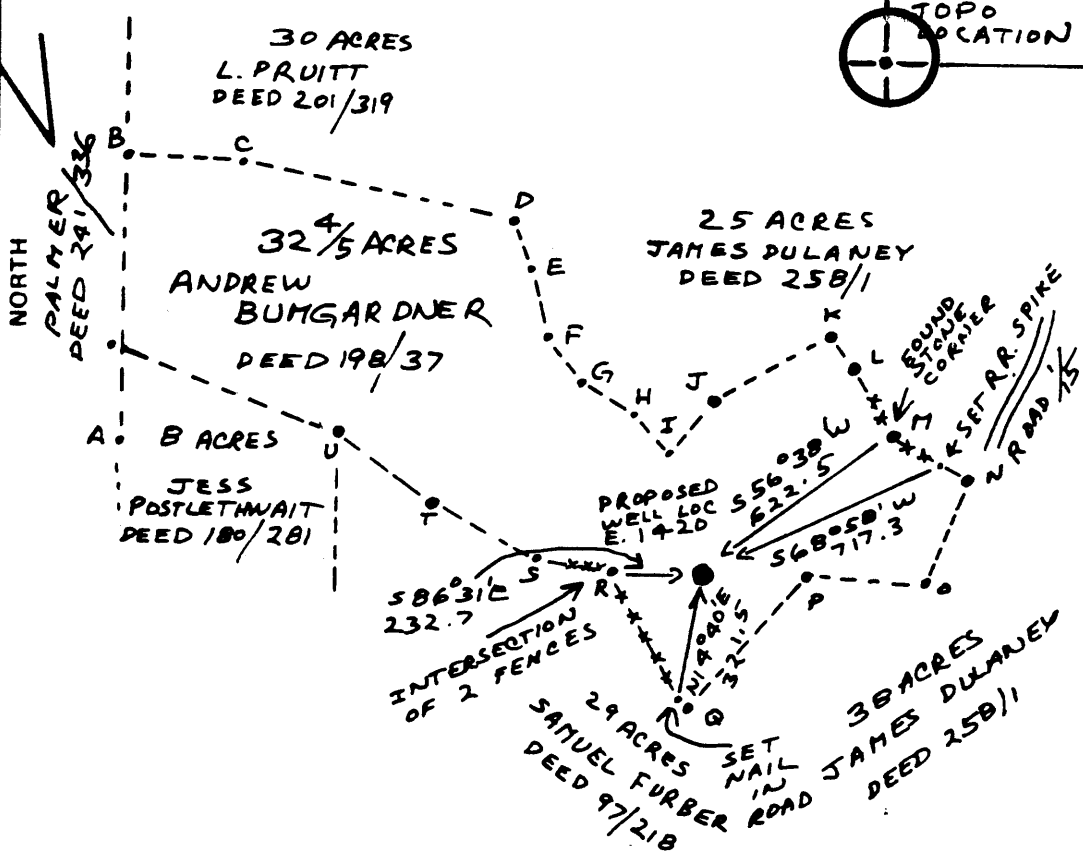 TOPO
LOCATION
30 ACRES
L. PRUITT
DEED 201/319
B
C
NORTH
PALMER
DEED 241/336
D
32 4/5 ACRES
ANDREW
BUMGARDNER
DEED 198/37
E
F
G
H
I
J
25 ACRES
JAMES DULANEY
DEED 258/1
K
L
FOUND
STONE
CORNER
M
SET R.R. SPIKE
N
ROAD 1/15
A
8 ACRES
JESS
POSTLETHWAIT
DEED 180/281
U
T
S
R
PROPOSED
WELL LOC
E. 1420
S 56° 38' W
622.5
S 68° 58' W
717.3
S 86° 31' E
232.7
INTERSECTION
OF 2 FENCES
P
O
Q
4° 40' E
321.5
29 ACRES
SAMUEL FURBER
DEED 97/218
SET
NAIL
IN
ROAD
38 ACRES
JAMES DULANEY
DEED 258/1